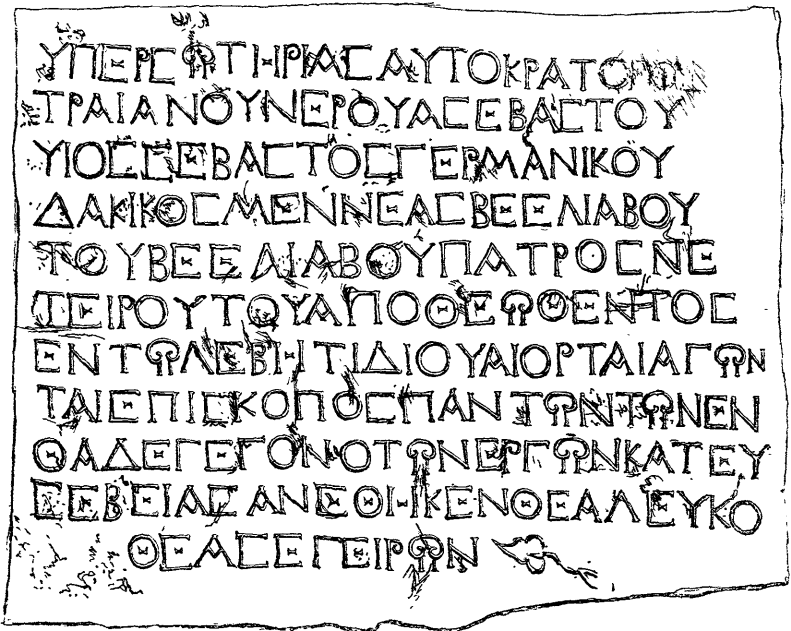 ΥΠΕΡΣΩΤΗΡΙΑΣΑΥΤΟΚΡΑΤΟΡΟΣ
ΤΡΑΙΑΝΟΥΝΕΡΟΥΑΣΕΒΑΣΤΟΥ
ΥΙΟΣΣΕΒΑΣΤΟΣΓΕΡΜΑΝΙΚΟΥ
ΔΑΚΙΚΟΣΜΕΝΝΕΑΣΒΕΕΛΙΑΒΟΥ
ΤΟΥΒΕΕΛΙΑΒΟΥΠΑΤΡΟΣΝΕ
ΤΕΙΡΟΥΤΟΥΑΠΟΘΕΩΘΕΝΤΟΣ
ΕΝΤΩΛΕΒΗΤΙΔΙΟΥΑΙΟΡΤΑΙΑΓΩΝ
ΤΑΙΕΠΙΣΚΟΠΟΣΠΑΝΤΩΝΤΩΝΕΝ
ΘΑΔΕΓΕΓΟΝΟΤΩΝΕΡΓΩΝΚΑΤΕΥ
ΣΕΒΕΙΑΣΑΝΕΘΗΚΕΝΘΕΑΛΕΥΚΟ
ΘΕΑΣΕΓΕΙΡΩΝ